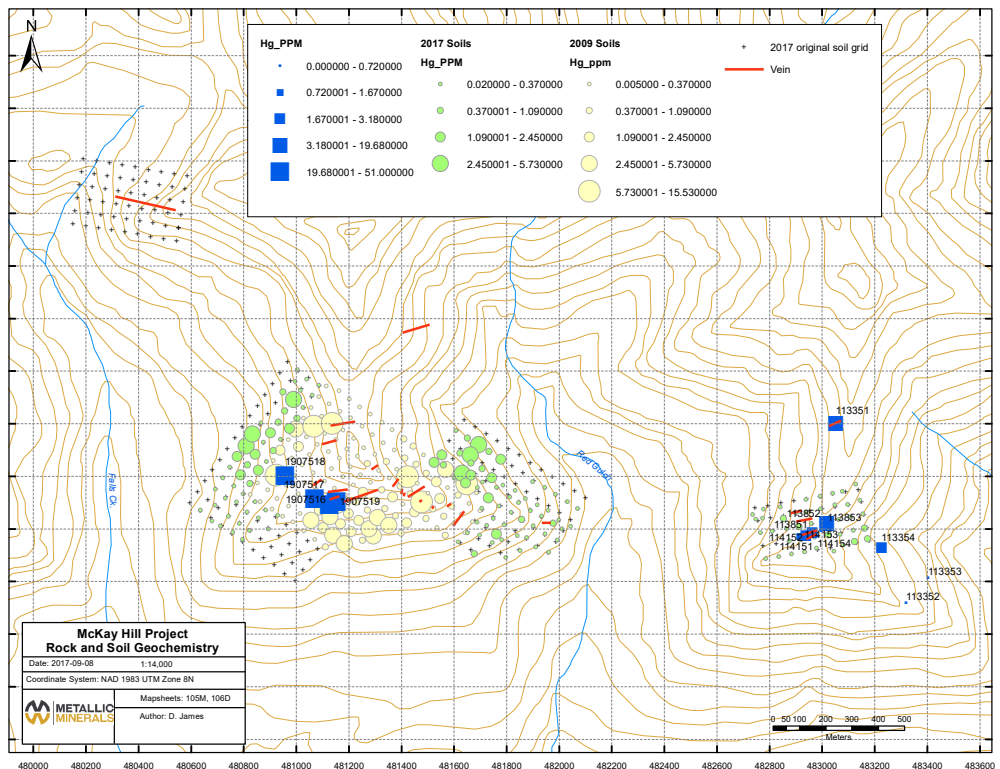 N
Hg_PPM
0.000000 - 0.720000
0.720001 - 1.670000
1.670001 - 3.180000
3.180001 - 19.680000
19.680001 - 51.000000
2017 Soils
Hg_PPM
0.020000 - 0.370000
0.370001 - 1.090000
1.090001 - 2.450000
2.450001 - 5.730000
2009 Soils
Hg_ppm
0.005000 - 0.370000
0.370001 - 1.090000
1.090001 - 2.450000
2.450001 - 5.730000
5.730001 - 15.530000
2017 original soil grid
Vein
113351
1907518
1907517
1907516
1907519
Red Gulch
113852
113853
113851
114152
114153
114151
114154
113354
113353
113352
McKay Hill Project
Rock and Soil Geochemistry
Date: 2017-09-08 1:14,000
Coordinate System: NAD 1983 UTM Zone 8N
METALLIC
MINERALS
Mapsheets: 105M, 106D
Author: D. James
0 50 100 200 300 400 500
Meters
480000 480200 480400 480600 480800 481000 481200 481400 481600 481800 482000 482200 482400 482600 482800 483000 483200 483400 483600